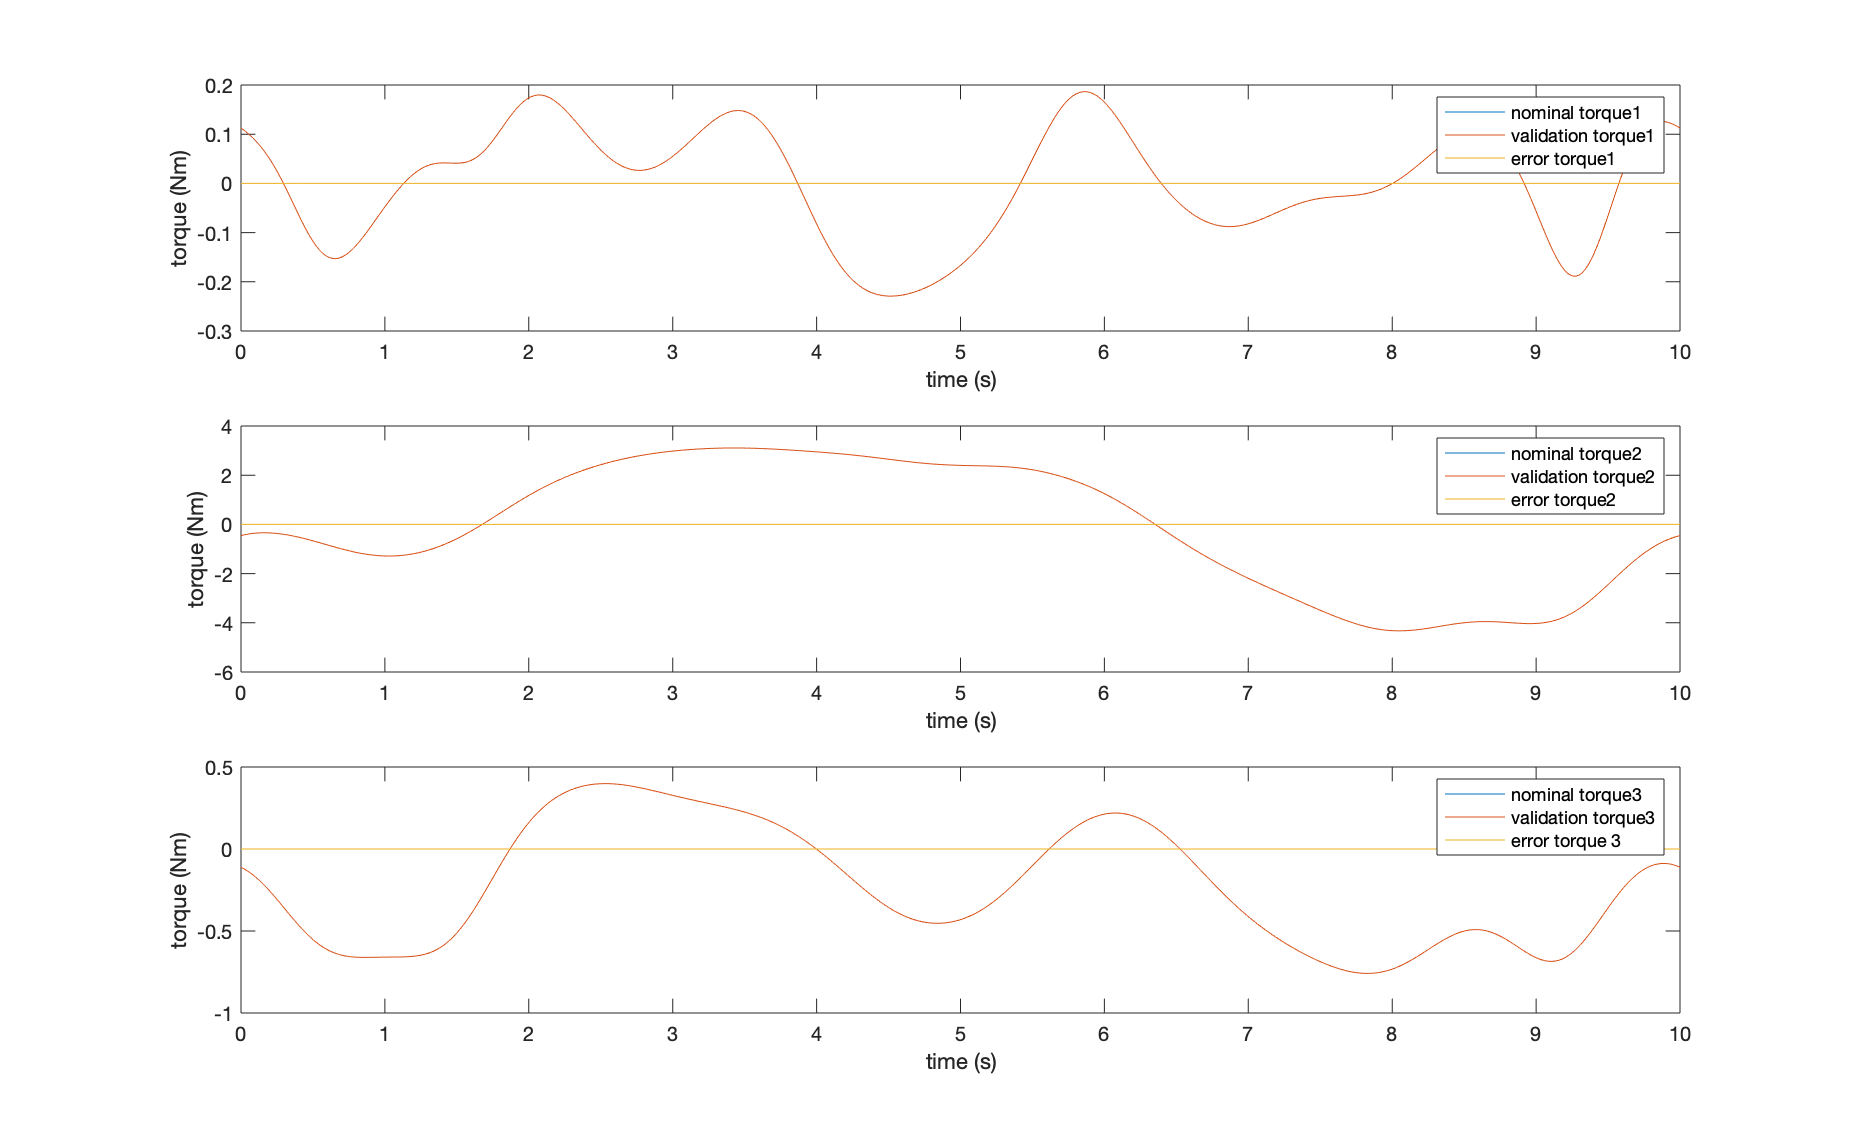 0.2
0.1
0
-0.1
-0.2
-0.3
torque (Nm)
nominal torque1
validation torque1
error torque1
0 1 2 3 4 5 6 7 8 9 10
time (s)
4
2
0
-2
-4
-6
torque (Nm)
nominal torque2
validation torque2
error torque2
0 1 2 3 4 5 6 7 8 9 10
time (s)
0.5
0
-0.5
-1
torque (Nm)
nominal torque3
validation torque3
error torque 3
0 1 2 3 4 5 6 7 8 9 10
time (s)